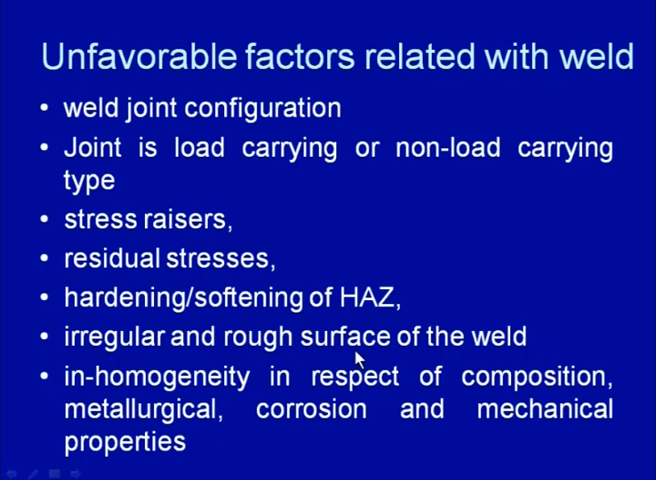 Unfavorable factors related with weld
• weld joint configuration
• Joint is load carrying or non-load carrying
type
• stress raisers,
• residual stresses,
• hardening/softening of HAZ,
• irregular and rough surface of the weld
• in-homogeneity in respect of composition,
metallurgical, corrosion and mechanical
properties